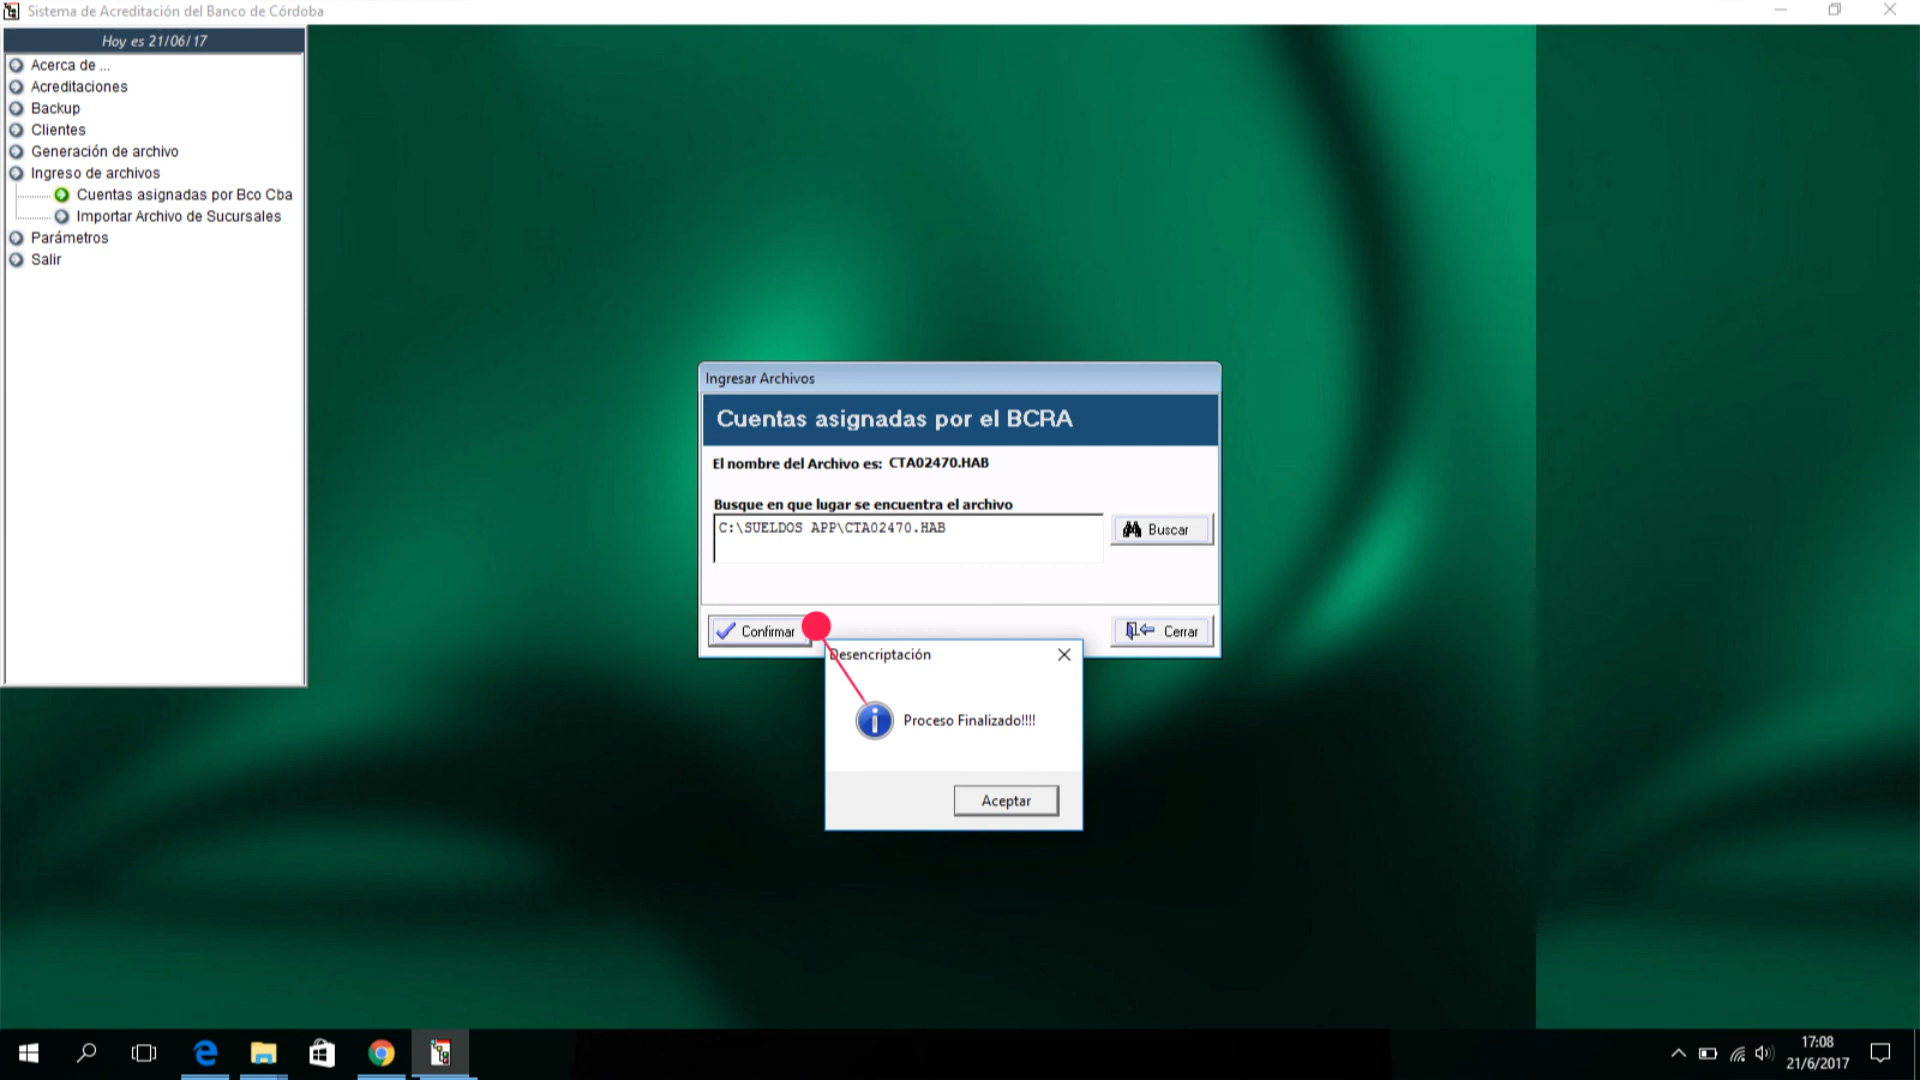 Sistema de Acreditación del Banco de Córdoba
Hoy es 21/06/17
Acerca de ...
Acreditaciones
Backup
Clientes
Generación de archivo
Ingreso de archivos
Cuentas asignadas por Bco Cba
Importar Archivo de Sucursales
Parámetros
Salir
Ingresar Archivos
Cuentas asignadas por el BCRA
El nombre del Archivo es: CTA02470.HAB
Busque en que lugar se encuentra el archivo
C:\SUELDOS APP\CTA02470.HAB
Buscar
Confirmar
Cerrar
Desencriptación
Proceso Finalizado!!!!
Aceptar
17:08
21/6/2017